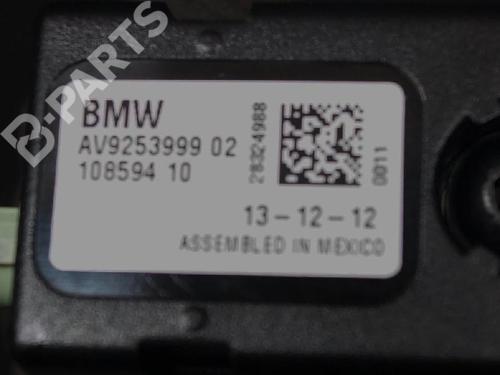 B-PARTS
BMW
AV9253999 02
108594 10
28324988
0011
13-12-12
ASSEMBLED IN MEXICO